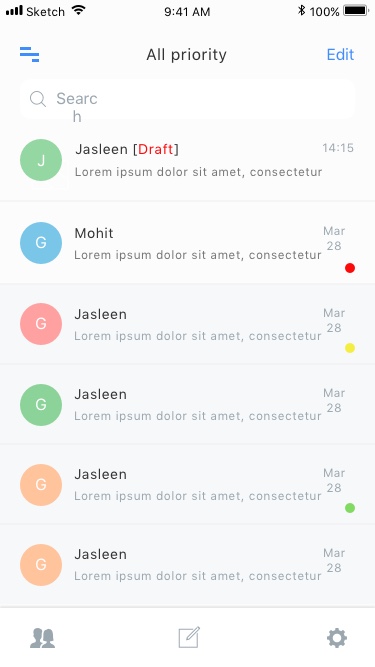 Sketch 9:41 AM 100%
All priority Edit
Searc
h
Jasleen [Draft] 14:15
Lorem ipsum dolor sit amet, consectetur
J
Mohit Mar
28
Lorem ipsum dolor sit amet, consectetur
G
Jasleen Mar
28
Lorem ipsum dolor sit amet, consectetur
G
Jasleen Mar
28
Lorem ipsum dolor sit amet, consectetur
G
Jasleen Mar
28
Lorem ipsum dolor sit amet, consectetur
G
Jasleen Mar
28
Lorem ipsum dolor sit amet, consectetur
G